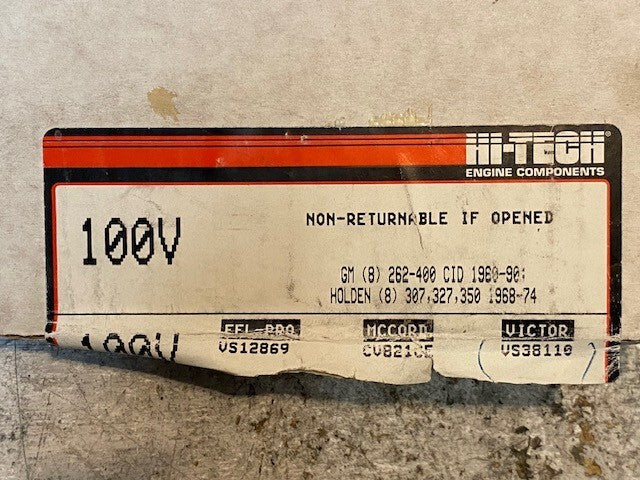 HI-TECH®
ENGINE COMPONENTS
100V
NON-RETURNABLE IF OPENED
GM (8) 262-400 CID 1960-90;
HOLDEN (8) 307,327,350 1968-74
100V
FEL-PRO MCCORD VICTOR
VS12869 VS38110